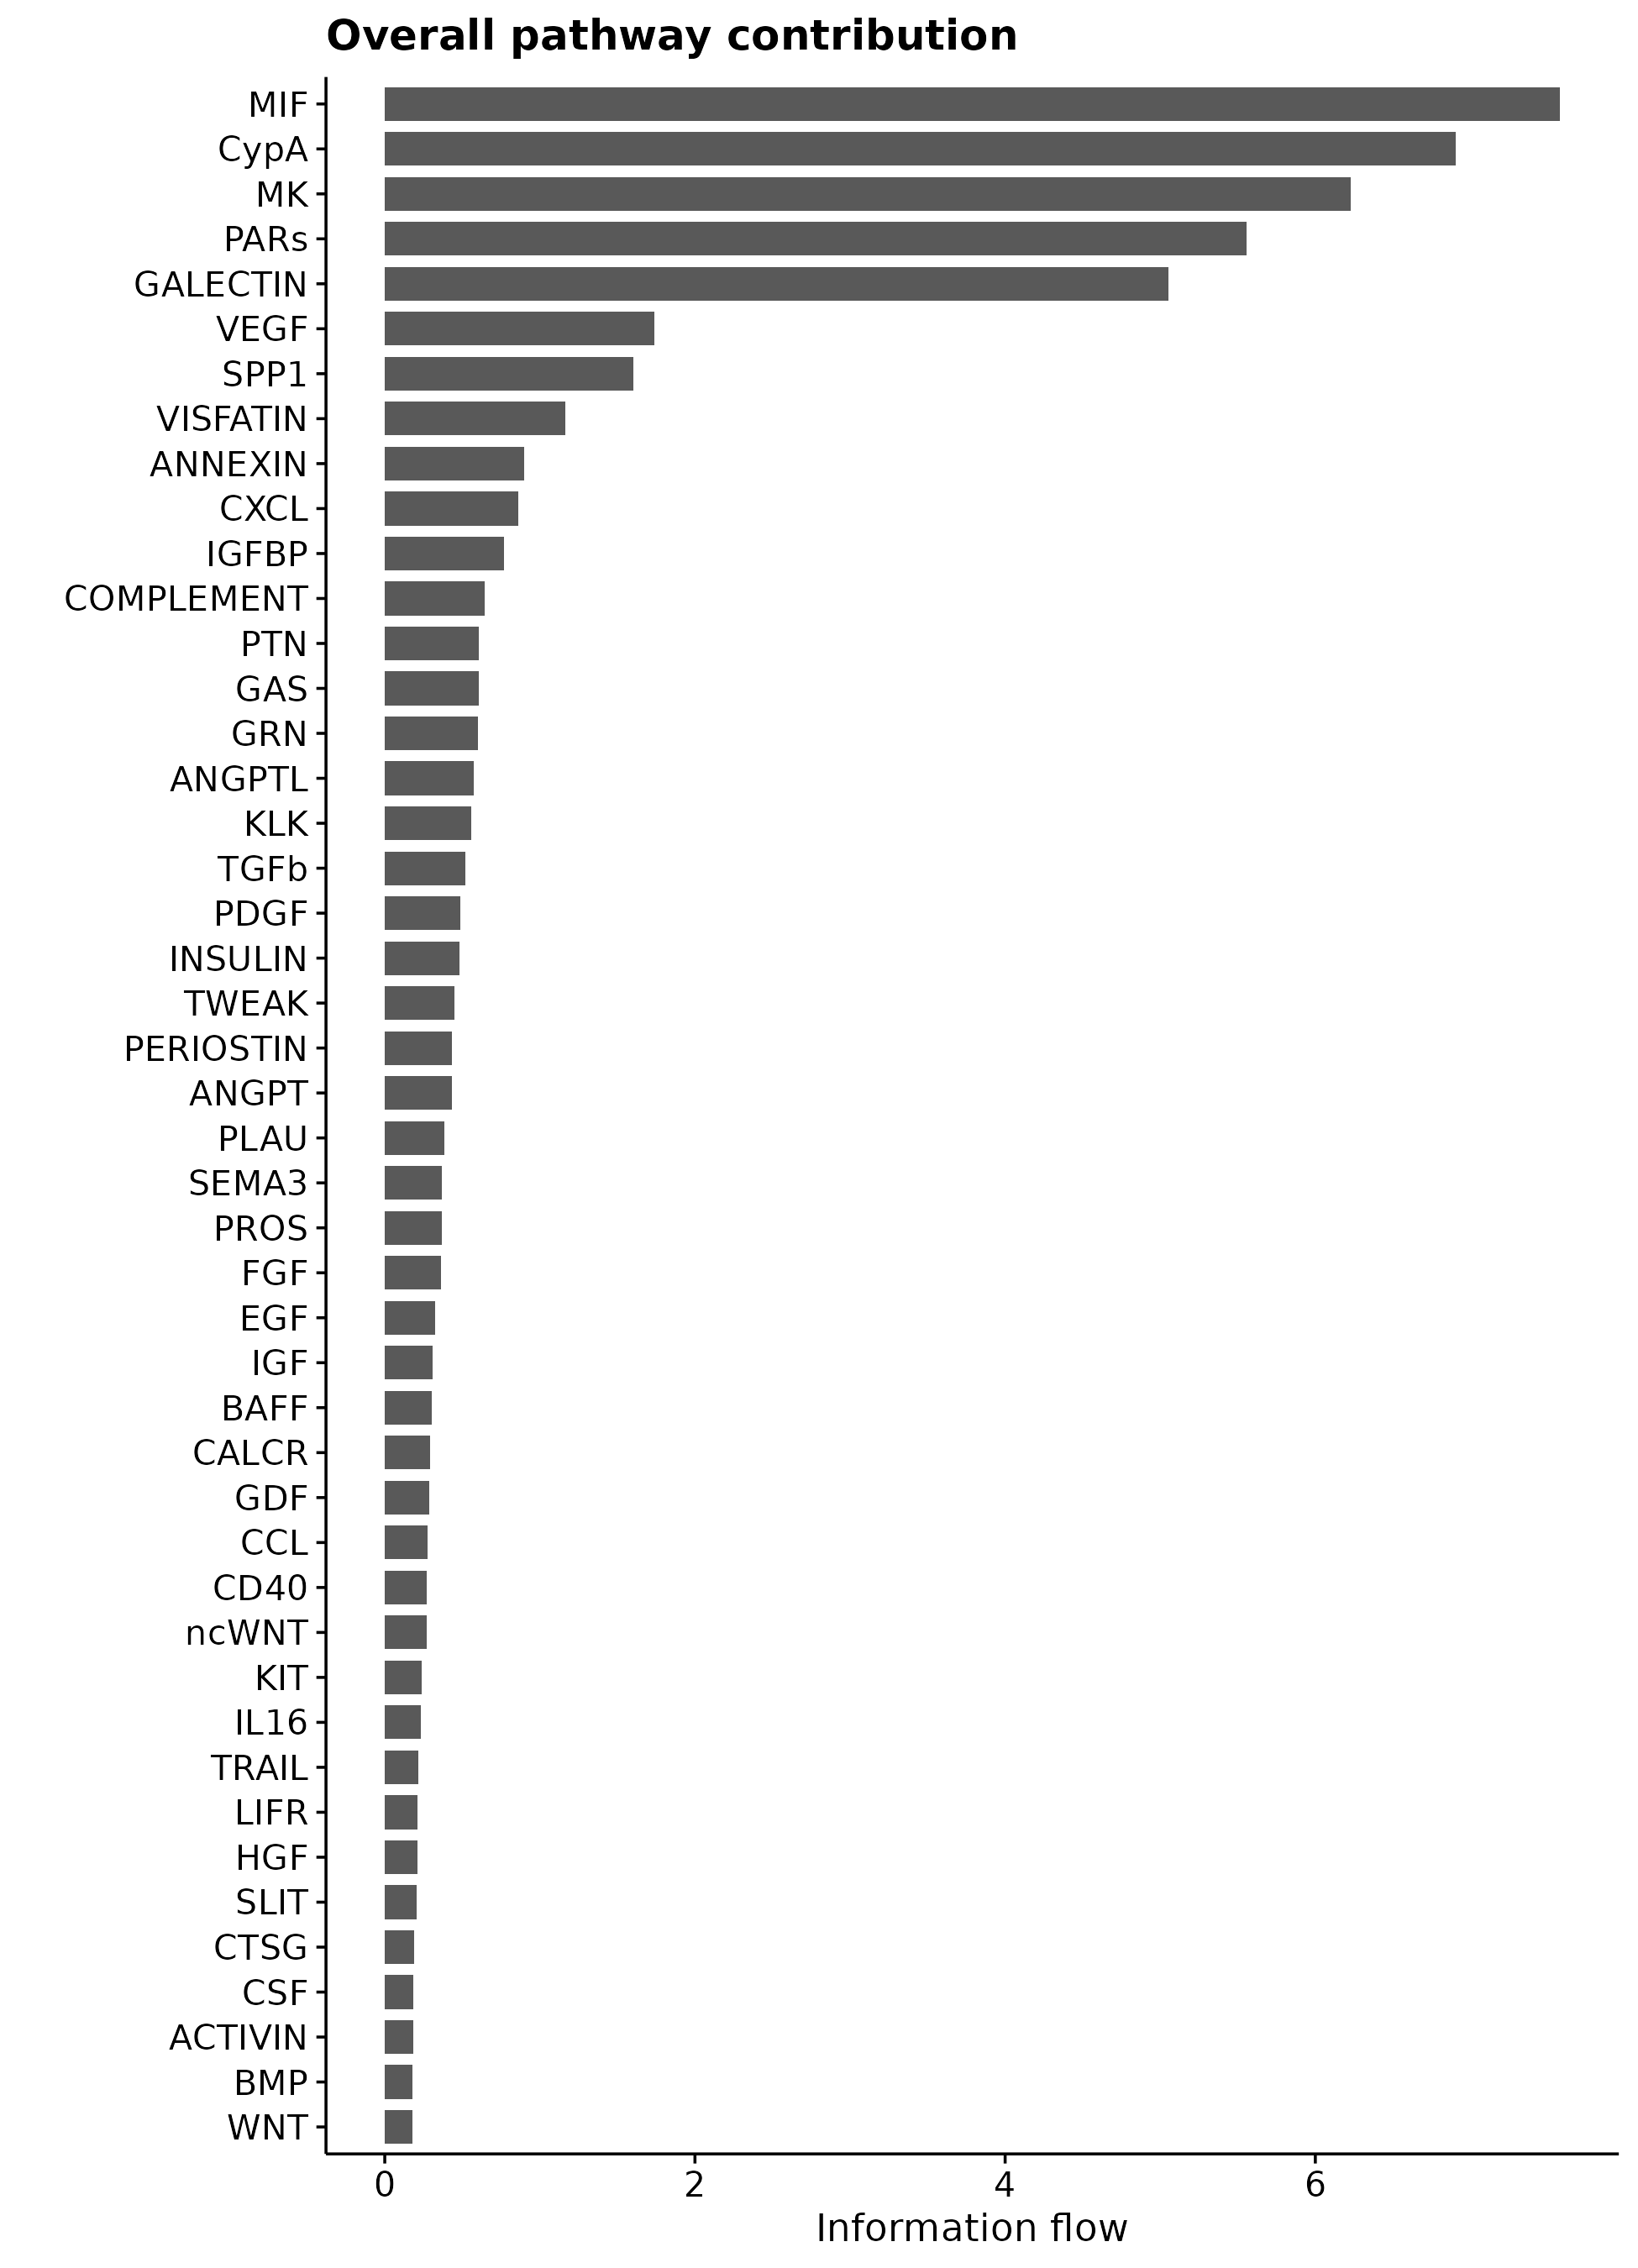 Overall pathway contribution
MIF
CypA
MK
PARs
GALECTIN
VEGF
SPP1
VISFATIN
ANNEXIN
CXCL
IGFBP
COMPLEMENT
PTN
GAS
GRN
ANGPTL
KLK
TGFb
PDGF
INSULIN
TWEAK
PERIOSTIN
ANGPT
PLAU
SEMA3
PROS
FGF
EGF
IGF
BAFF
CALCR
GDF
CCL
CD40
ncWNT
KIT
IL16
TRAIL
LIFR
HGF
SLIT
CTSG
CSF
ACTIVIN
BMP
WNT
0 2 4 6
Information flow